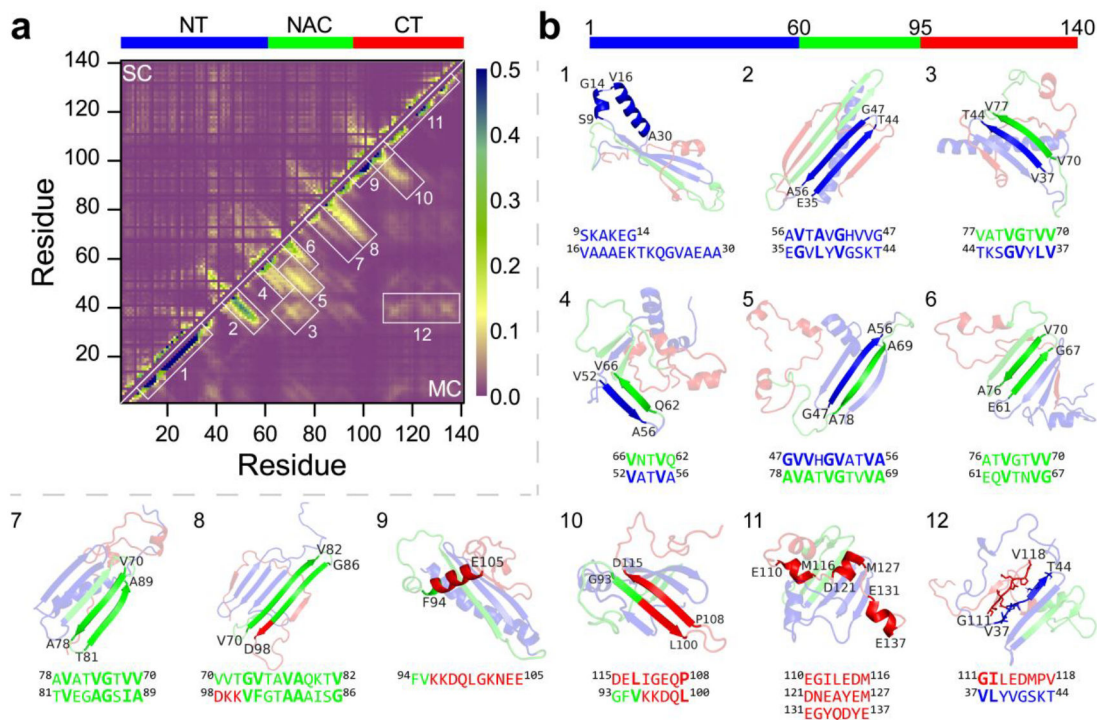 a
NT NAC CT
SC
MC
140
120
100
80
60
40
20
Residue
20 40 60 80 100 120 140
Residue
0.5
0.4
0.3
0.2
0.1
0.0
1
2
3
4
5
6
7
8
9
10
11
12
b
1 60 95 140
1
G14 V16
S9 A30
⁹SKAKEG¹⁴
¹⁶VAAAEKTKQGVAEAA³⁰
2
G47
T44
A56
E35
⁵⁶AVTAVGHVVG⁴⁷
³⁵EGVLYVGSKT⁴⁴
3
V77
T44
V70
V37
⁷⁷VATVGTVV⁷⁰
⁴⁴TKSGVYLV³⁷
4
V66
V52
Q62
A56
⁶⁶VNTVQ⁶²
⁵²VATVA⁵⁶
5
A56
A69
G47
A78
⁴⁷GVVHGVATVA⁵⁶
⁷⁸AVATVGTVVA⁶⁹
6
V70
G67
A76
E61
⁷⁶ATVGTVV⁷⁰
⁶¹EQVTNVG⁶⁷
7
V70
A89
A78
T81
⁷⁸AVATVGTVV⁷⁰
⁸¹TVEGAGSIA⁸⁹
8
V82
G86
V70
D98
⁷⁰VVTGVTAVAQKTV⁸²
⁹⁸DKKVFGTAAAISG⁸⁶
9
E105
F94
⁹⁴FVKKDQLGKNEE¹⁰⁵
10
D115
G93
P108
L100
¹¹⁵DELIGEQP¹⁰⁸
⁹³GFVKKDQL¹⁰⁰
11
E110 M116
M127
D121
E131
E137
¹¹⁰EGILEDM¹¹⁶
¹²¹DNEAYEM¹²⁷
¹³¹EGYQDYE¹³⁷
12
V118
T44
G111
V37
¹¹¹GILEDMPV¹¹⁸
³⁷VLYVGSKT⁴⁴